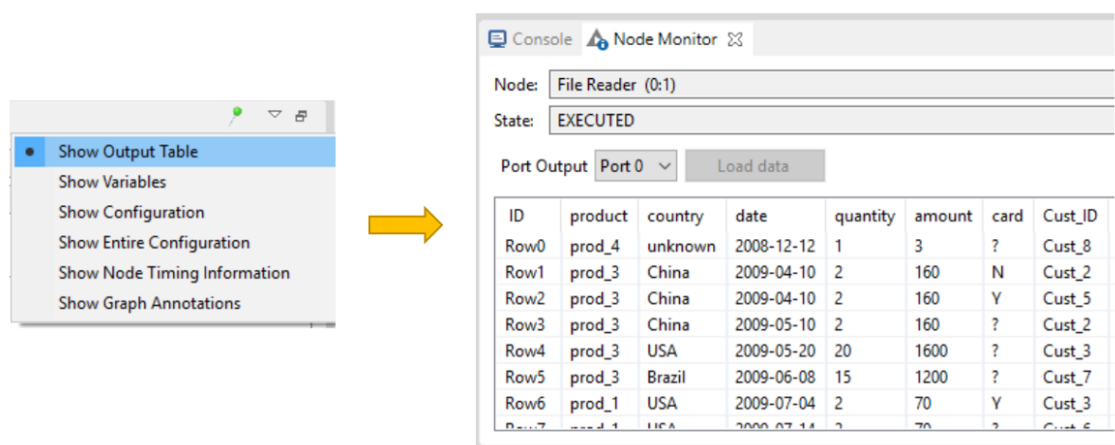 Console Node Monitor
Node: File Reader (0:1)
State: EXECUTED
Port Output Port 0 Load data
ID product country date quantity amount card Cust_ID
Row0 prod_4 unknown 2008-12-12 1 3 ? Cust_8
Row1 prod_3 China 2009-04-10 2 160 N Cust_2
Row2 prod_3 China 2009-04-10 2 160 Y Cust_5
Row3 prod_3 China 2009-05-10 2 160 ? Cust_2
Row4 prod_3 USA 2009-05-20 20 1600 ? Cust_3
Row5 prod_3 Brazil 2009-06-08 15 1200 ? Cust_7
Row6 prod_1 USA 2009-07-04 2 70 Y Cust_3
Show Output Table
Show Variables
Show Configuration
Show Entire Configuration
Show Node Timing Information
Show Graph Annotations